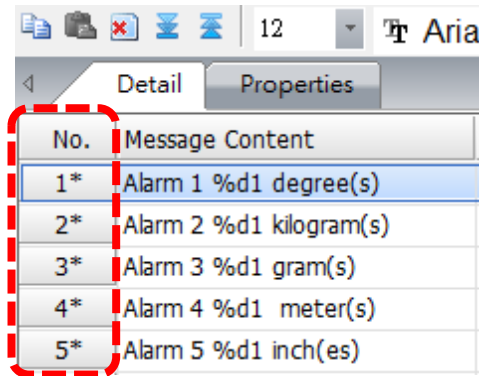 12 Aria
Detail Properties
No. Message Content
1* Alarm 1 %d1 degree(s)
2* Alarm 2 %d1 kilogram(s)
3* Alarm 3 %d1 gram(s)
4* Alarm 4 %d1  meter(s)
5* Alarm 5 %d1 inch(es)